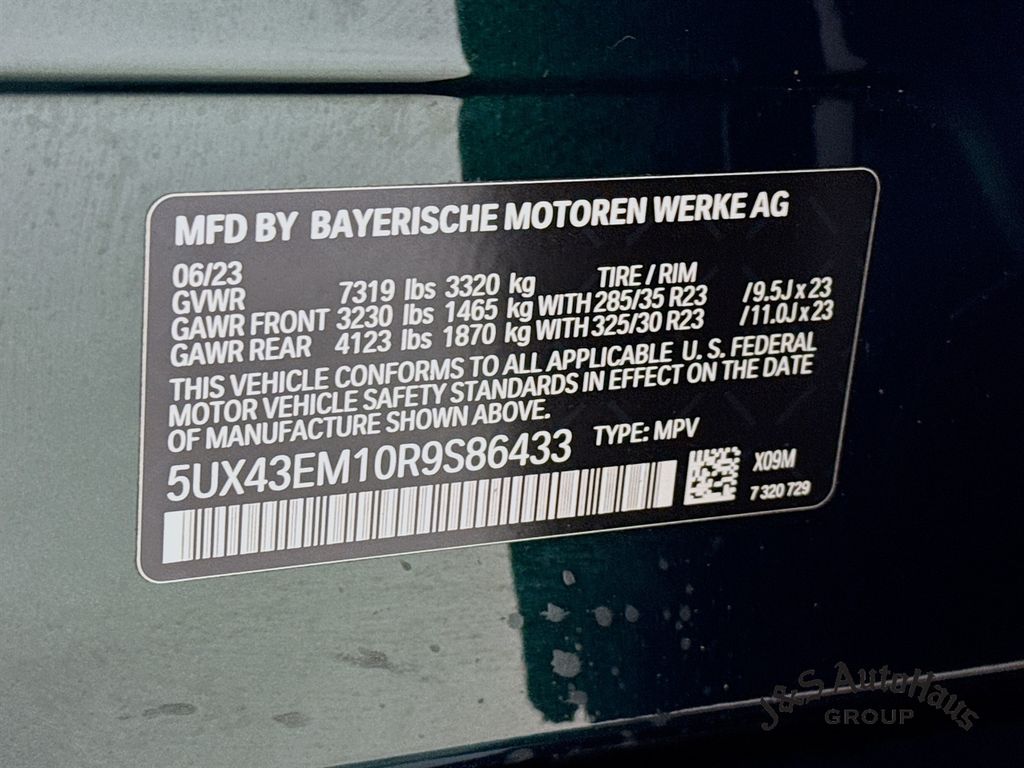 MFD BY BAYERISCHE MOTOREN WERKE AG
06/23 TIRE / RIM
GVWR 7319 lbs 3320 kg
GAWR FRONT 3230 lbs 1465 kg WITH 285/35 R23 /9.5J x 23
GAWR REAR 4123 lbs 1870 kg WITH 325/30 R23 /11.0J x 23
THIS VEHICLE CONFORMS TO ALL APPLICABLE U. S. FEDERAL
MOTOR VEHICLE SAFETY STANDARDS IN EFFECT ON THE DATE
OF MANUFACTURE SHOWN ABOVE.
5UX43EM10R9S86433 TYPE: MPV
X09M
7 320 729
J&S AutoHaus
GROUP